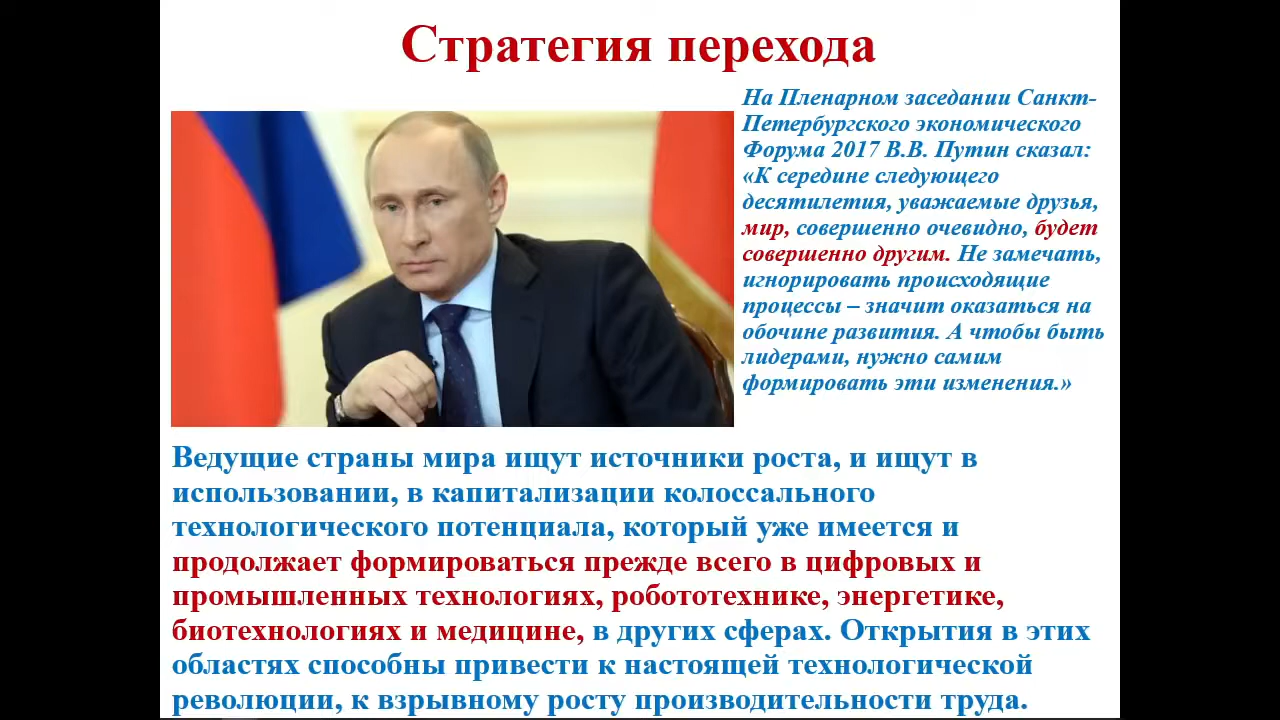 Стратегия перехода
На Пленарном заседании Санкт-
Петербургского экономического
Форума 2017 В.В. Путин сказал:
«К середине следующего
десятилетия, уважаемые друзья,
мир, совершенно очевидно, будет
совершенно другим. Не замечать,
игнорировать происходящие
процессы – значит оказаться на
обочине развития. А чтобы быть
лидерами, нужно самим
формировать эти изменения.»
Ведущие страны мира ищут источники роста, и ищут в
использовании, в капитализации колоссального
технологического потенциала, который уже имеется и
продолжает формироваться прежде всего в цифровых и
промышленных технологиях, робототехнике, энергетике,
биотехнологиях и медицине, в других сферах. Открытия в этих
областях способны привести к настоящей технологической
революции, к взрывному росту производительности труда.